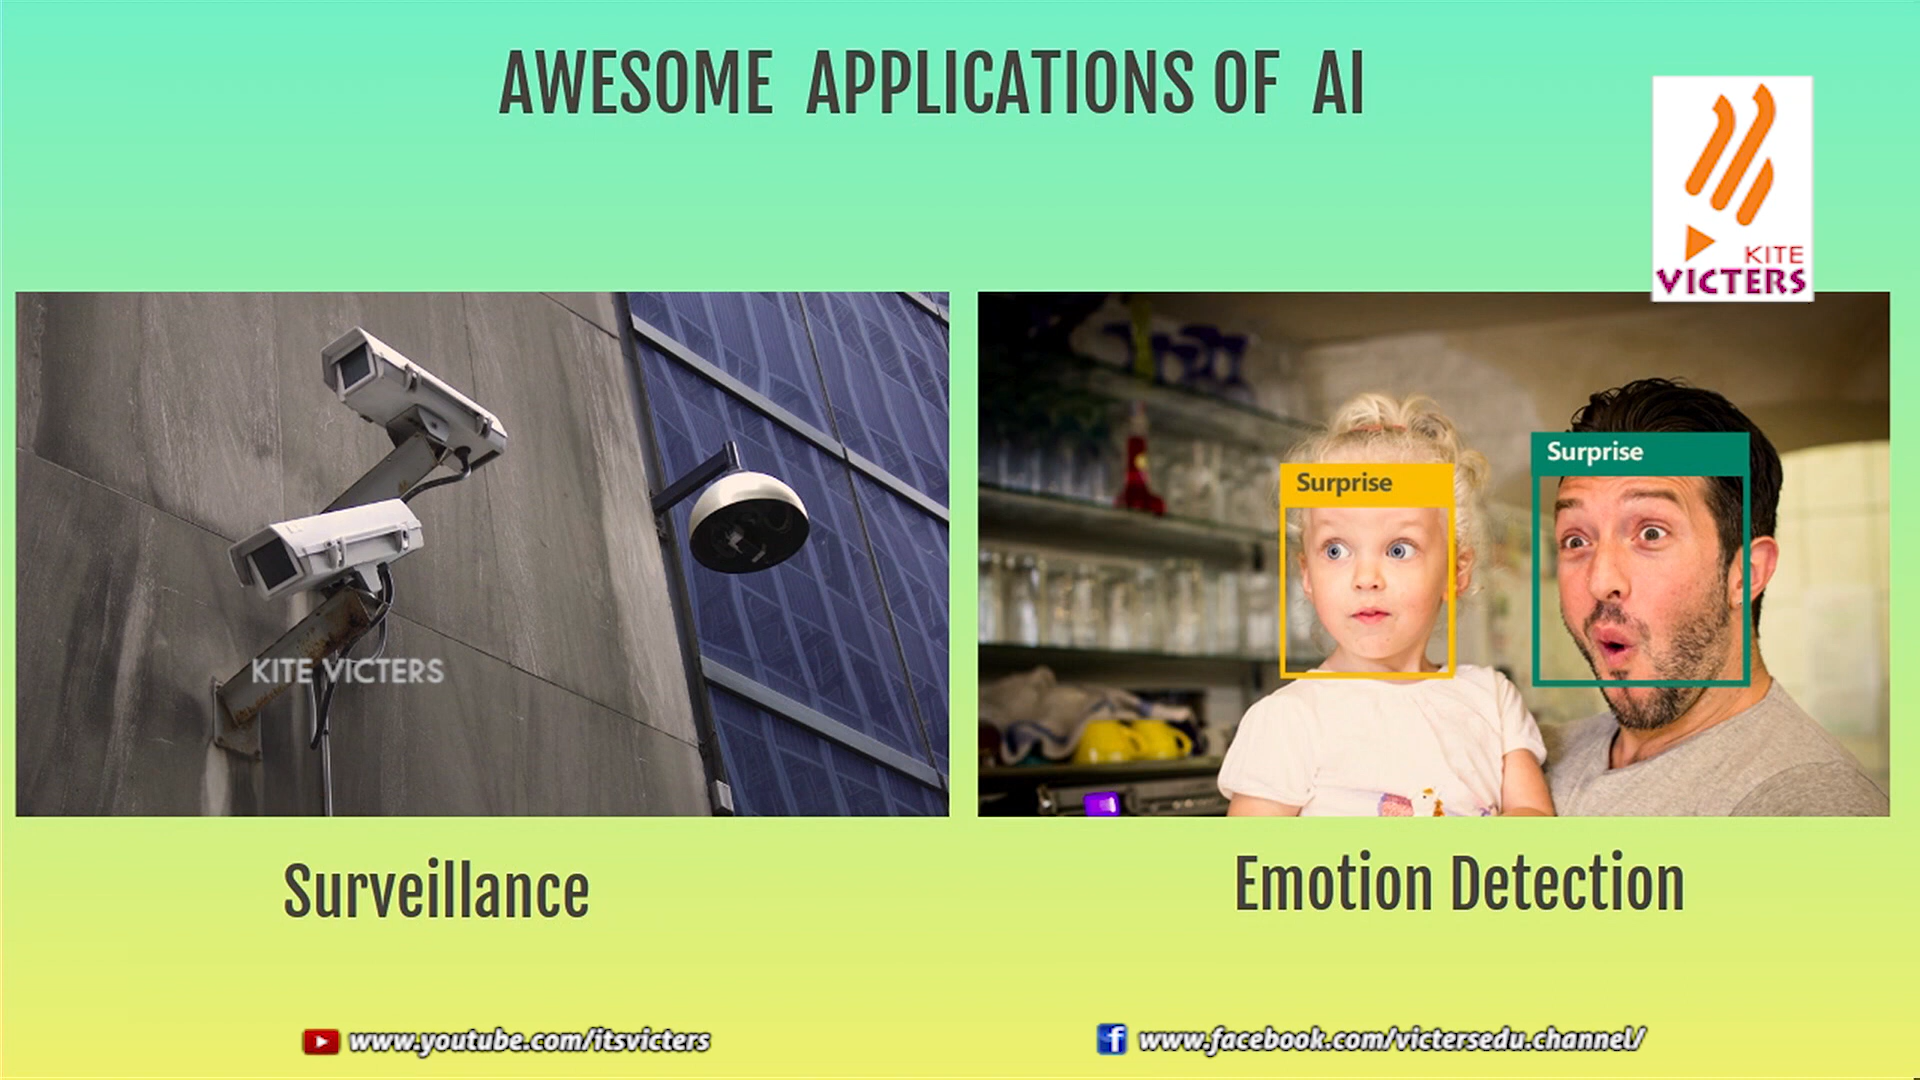 AWESOME APPLICATIONS OF AI
KITE
VICTERS
Surprise
Surprise
KITE VICTERS
Surveillance
Emotion Detection
www.youtube.com/itsvicters
www.facebook.com/victersedu.channel/